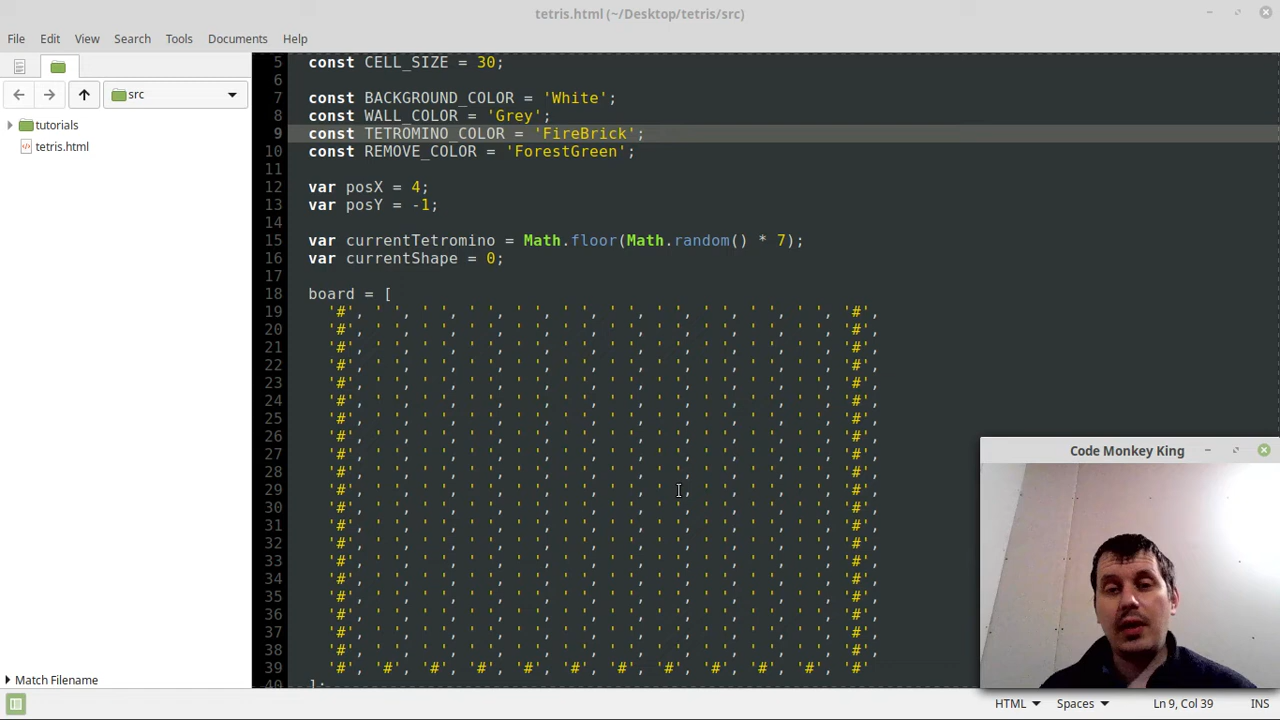 tetris.html (~/Desktop/tetris/src)
File Edit View Search Tools Documents Help
src
tutorials
tetris.html
5 const CELL_SIZE = 30;
6
7 const BACKGROUND_COLOR = 'White';
8 const WALL_COLOR = 'Grey';
9 const TETROMINO_COLOR = 'FireBrick';
10 const REMOVE_COLOR = 'ForestGreen';
11
12 var posX = 4;
13 var posY = -1;
14
15 var currentTetromino = Math.floor(Math.random() * 7);
16 var currentShape = 0;
17
18 board = [
19 '#', ' ', ' ', ' ', ' ', ' ', ' ', ' ', ' ', ' ', ' ', '#',
20 '#', ' ', ' ', ' ', ' ', ' ', ' ', ' ', ' ', ' ', ' ', '#',
21 '#', ' ', ' ', ' ', ' ', ' ', ' ', ' ', ' ', ' ', ' ', '#',
22 '#', ' ', ' ', ' ', ' ', ' ', ' ', ' ', ' ', ' ', ' ', '#',
23 '#', ' ', ' ', ' ', ' ', ' ', ' ', ' ', ' ', ' ', ' ', '#',
24 '#', ' ', ' ', ' ', ' ', ' ', ' ', ' ', ' ', ' ', ' ', '#',
25 '#', ' ', ' ', ' ', ' ', ' ', ' ', ' ', ' ', ' ', ' ', '#',
26 '#', ' ', ' ', ' ', ' ', ' ', ' ', ' ', ' ', ' ', ' ', '#',
27 '#', ' ', ' ', ' ', ' ', ' ', ' ', ' ', ' ', ' ', ' ', '#',
28 '#', ' ', ' ', ' ', ' ', ' ', ' ', ' ', ' ', ' ', ' ', '#',
29 '#', ' ', ' ', ' ', ' ', ' ', ' ', ' ', ' ', ' ', ' ', '#',
30 '#', ' ', ' ', ' ', ' ', ' ', ' ', ' ', ' ', ' ', ' ', '#',
31 '#', ' ', ' ', ' ', ' ', ' ', ' ', ' ', ' ', ' ', ' ', '#',
32 '#', ' ', ' ', ' ', ' ', ' ', ' ', ' ', ' ', ' ', ' ', '#',
33 '#', ' ', ' ', ' ', ' ', ' ', ' ', ' ', ' ', ' ', ' ', '#',
34 '#', ' ', ' ', ' ', ' ', ' ', ' ', ' ', ' ', ' ', ' ', '#',
35 '#', ' ', ' ', ' ', ' ', ' ', ' ', ' ', ' ', ' ', ' ', '#',
36 '#', ' ', ' ', ' ', ' ', ' ', ' ', ' ', ' ', ' ', ' ', '#',
37 '#', ' ', ' ', ' ', ' ', ' ', ' ', ' ', ' ', ' ', ' ', '#',
38 '#', ' ', ' ', ' ', ' ', ' ', ' ', ' ', ' ', ' ', ' ', '#',
39 '#', '#', '#', '#', '#', '#', '#', '#', '#', '#', '#', '#'
40 ];
Code Monkey King
Match Filename
HTML Spaces Ln 9, Col 39 INS